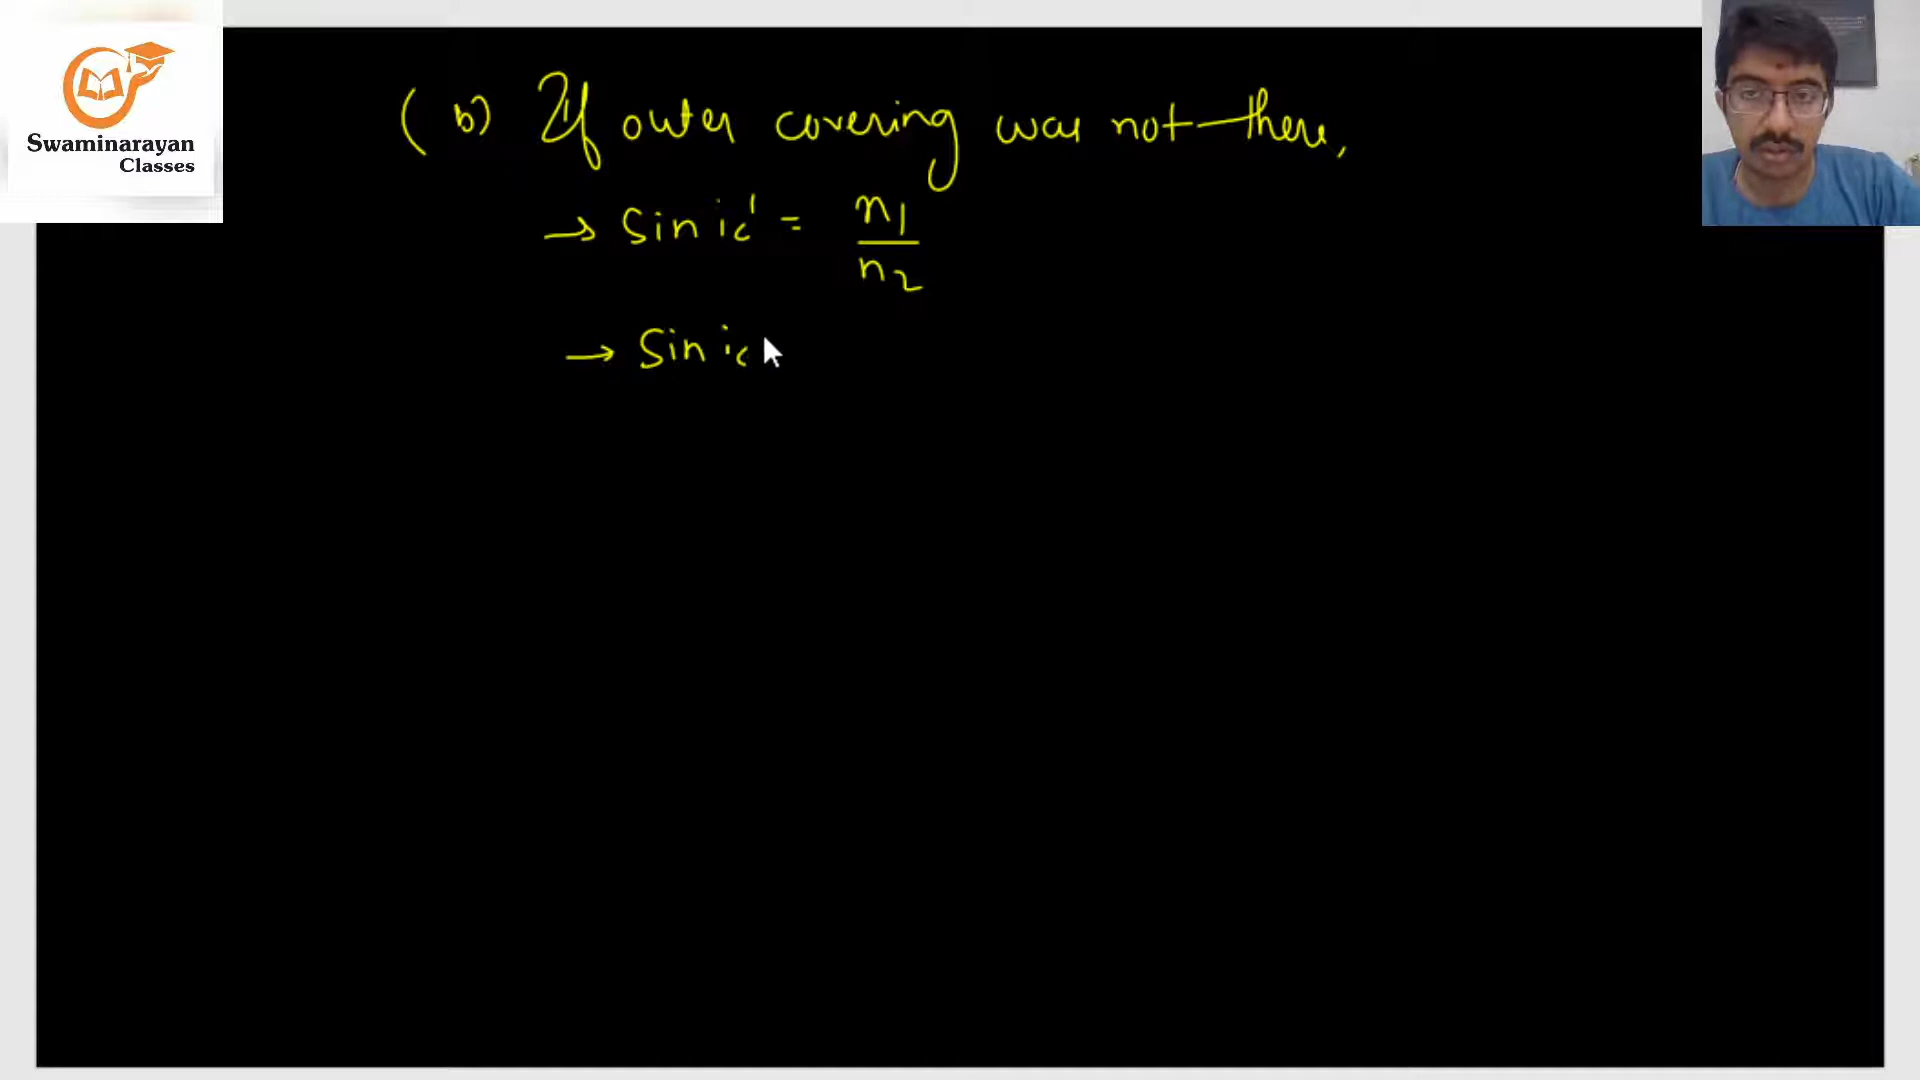 Swaminarayan
Classes
(b) If outer covering was not there,
→ Sin ic' = n1/n2
→ Sin ic